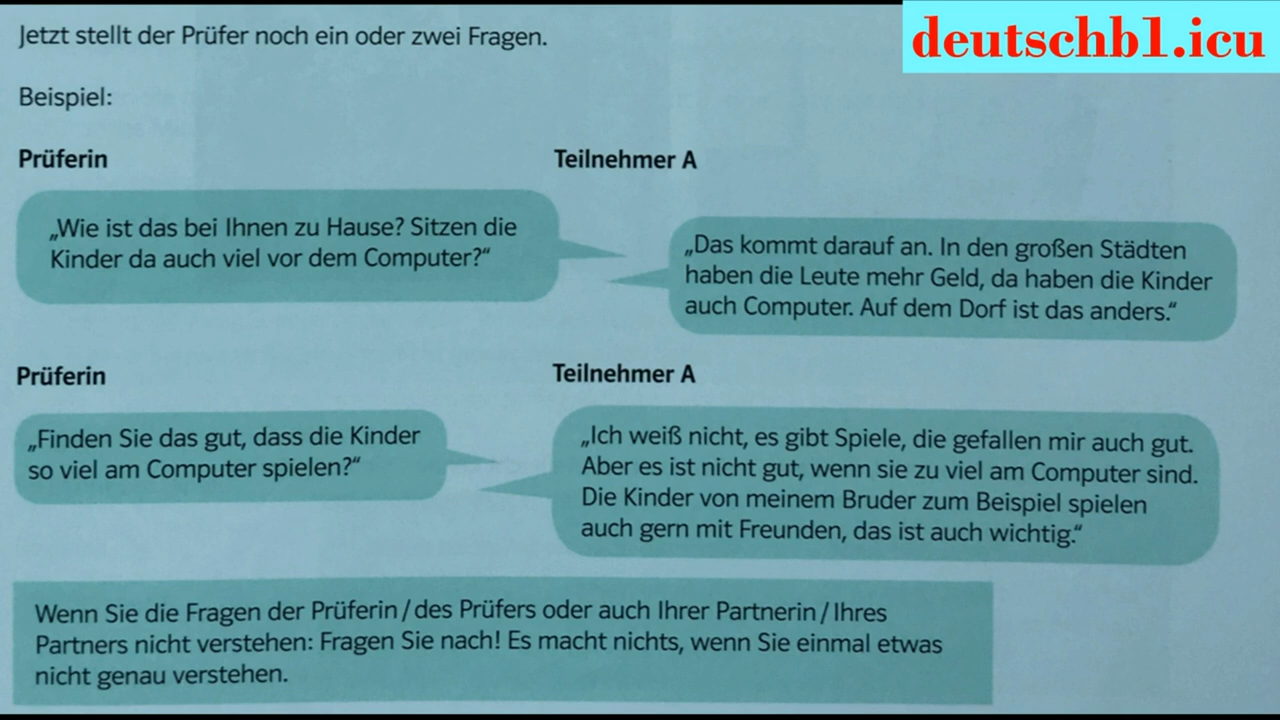 Jetzt stellt der Prüfer noch ein oder zwei Fragen.
deutschb1.icu
Beispiel:
Prüferin
Teilnehmer A
„Wie ist das bei Ihnen zu Hause? Sitzen die
Kinder da auch viel vor dem Computer?“
„Das kommt darauf an. In den großen Städten
haben die Leute mehr Geld, da haben die Kinder
auch Computer. Auf dem Dorf ist das anders.“
Prüferin
Teilnehmer A
„Finden Sie das gut, dass die Kinder
so viel am Computer spielen?“
„Ich weiß nicht, es gibt Spiele, die gefallen mir auch gut.
Aber es ist nicht gut, wenn sie zu viel am Computer sind.
Die Kinder von meinem Bruder zum Beispiel spielen
auch gern mit Freunden, das ist auch wichtig.“
Wenn Sie die Fragen der Prüferin / des Prüfers oder auch Ihrer Partnerin / Ihres
Partners nicht verstehen: Fragen Sie nach! Es macht nichts, wenn Sie einmal etwas
nicht genau verstehen.